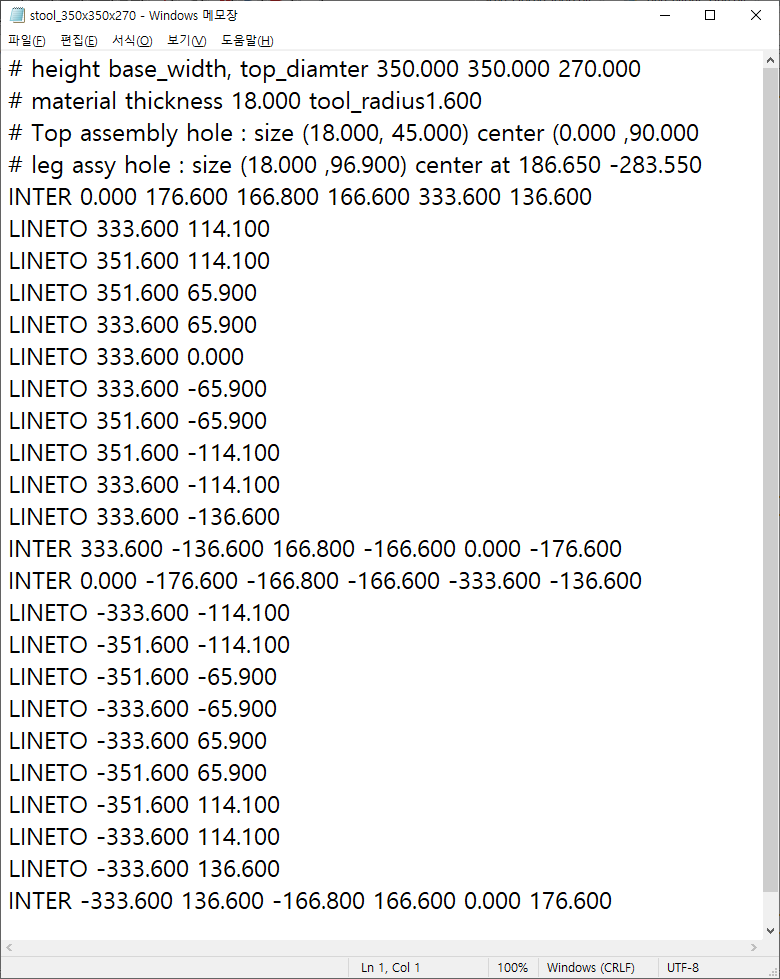 stool_350x350x270 - Windows 메모장
파일(F) 편집(E) 서식(O) 보기(V) 도움말(H)
# height base_width, top_diamter 350.000 350.000 270.000
# material thickness 18.000 tool_radius1.600
# Top assembly hole : size (18.000, 45.000) center (0.000 ,90.000
# leg assy hole : size (18.000 ,96.900) center at 186.650 -283.550
INTER 0.000 176.600 166.800 166.600 333.600 136.600
LINETO 333.600 114.100
LINETO 351.600 114.100
LINETO 351.600 65.900
LINETO 333.600 65.900
LINETO 333.600 0.000
LINETO 333.600 -65.900
LINETO 351.600 -65.900
LINETO 351.600 -114.100
LINETO 333.600 -114.100
LINETO 333.600 -136.600
INTER 333.600 -136.600 166.800 -166.600 0.000 -176.600
INTER 0.000 -176.600 -166.800 -166.600 -333.600 -136.600
LINETO -333.600 -114.100
LINETO -351.600 -114.100
LINETO -351.600 -65.900
LINETO -333.600 -65.900
LINETO -333.600 65.900
LINETO -351.600 65.900
LINETO -351.600 114.100
LINETO -333.600 114.100
LINETO -333.600 136.600
INTER -333.600 136.600 -166.800 166.600 0.000 176.600
Ln 1, Col 1 100% Windows (CRLF) UTF-8